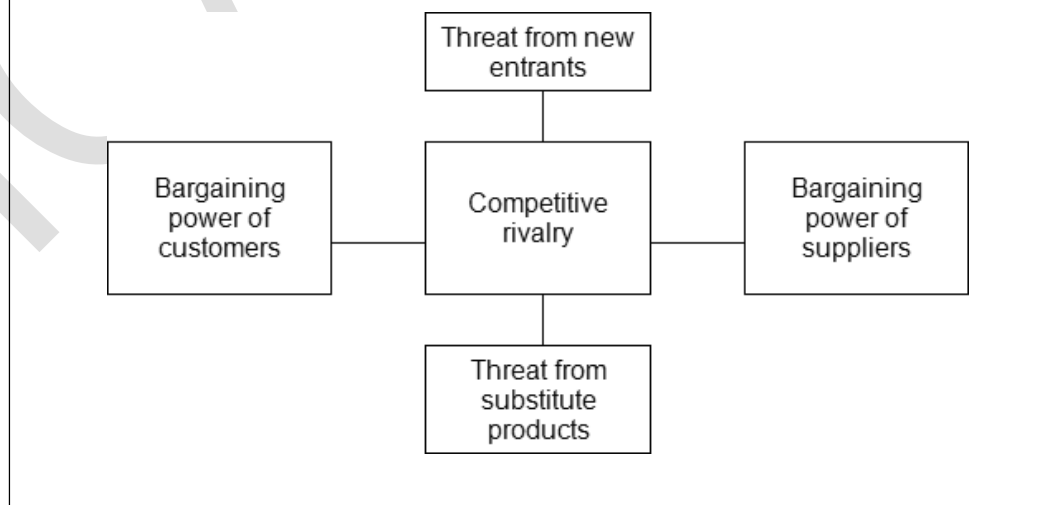 Threat from new
entrants
Bargaining
power of
customers
Competitive
rivalry
Bargaining
power of
suppliers
Threat from
substitute
products